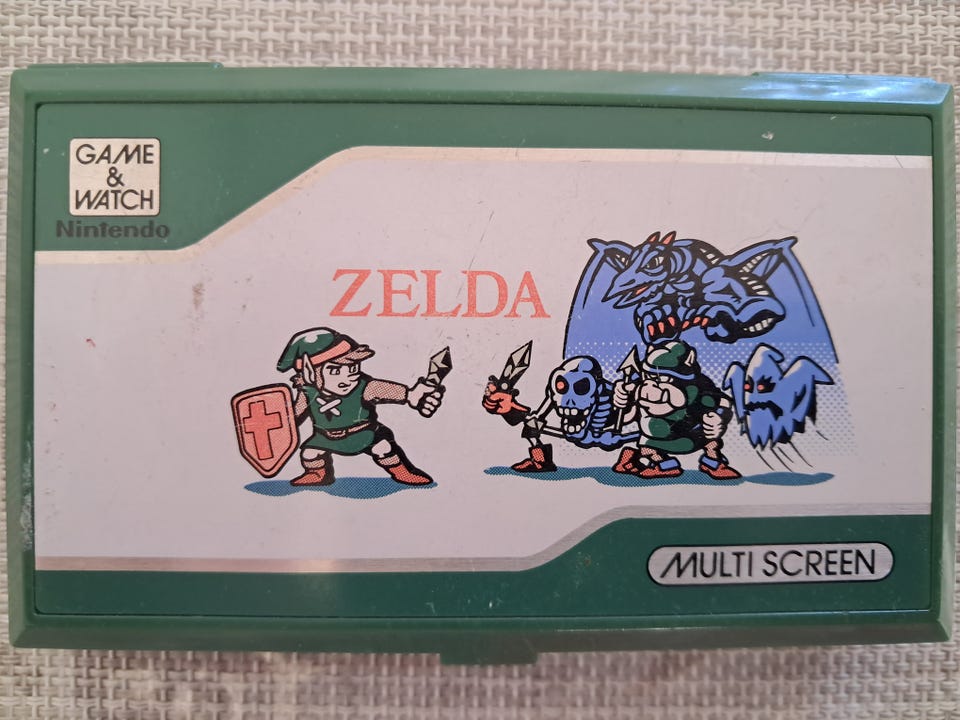 GAME
&
WATCH
Nintendo
ZELDA
MULTI SCREEN